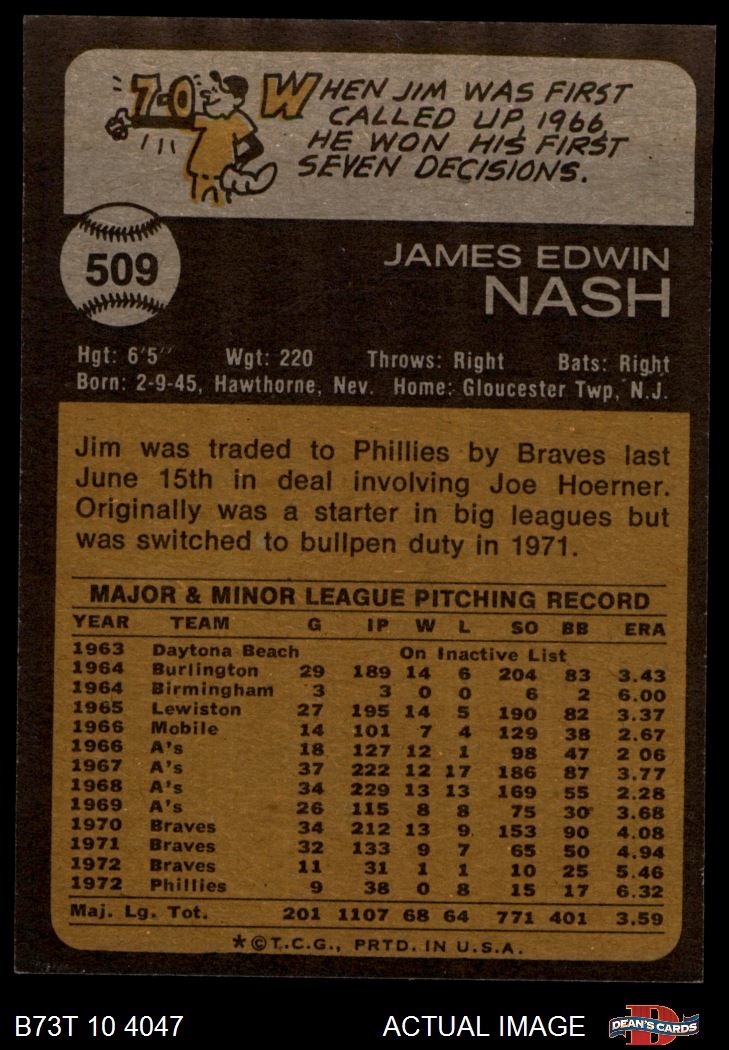 7-0
WHEN JIM WAS FIRST
CALLED UP, 1966,
HE WON HIS FIRST
SEVEN DECISIONS.
509
JAMES EDWIN
NASH
Hgt: 6'5" Wgt: 220 Throws: Right Bats: Right
Born: 2-9-45, Hawthorne, Nev. Home: Gloucester Twp, N.J.
Jim was traded to Phillies by Braves last
June 15th in deal involving Joe Hoerner.
Originally was a starter in big leagues but
was switched to bullpen duty in 1971.
MAJOR & MINOR LEAGUE PITCHING RECORD
YEAR TEAM G IP W L SO BB ERA
1963 Daytona Beach On Inactive List
1964 Burlington 29 189 14 6 204 83 3.43
1964 Birmingham 3 3 0 0 6 2 6.00
1965 Lewiston 27 195 14 5 190 82 3.37
1966 Mobile 14 101 7 4 129 38 2.67
1966 A's 18 127 12 1 98 47 2 06
1967 A's 37 222 12 17 186 87 3.77
1968 A's 34 229 13 13 169 55 2.28
1969 A's 26 115 8 8 75 30 3.68
1970 Braves 34 212 13 9 153 90 4.08
1971 Braves 32 133 9 7 65 50 4.94
1972 Braves 11 31 1 1 10 25 5.46
1972 Phillies 9 38 0 8 15 17 6.32
Maj. Lg. Tot. 201 1107 68 64 771 401 3.59
*©T.C.G., PRTD. IN U.S.A.
B73T 10 4047 ACTUAL IMAGE D DEAN'S CARDS